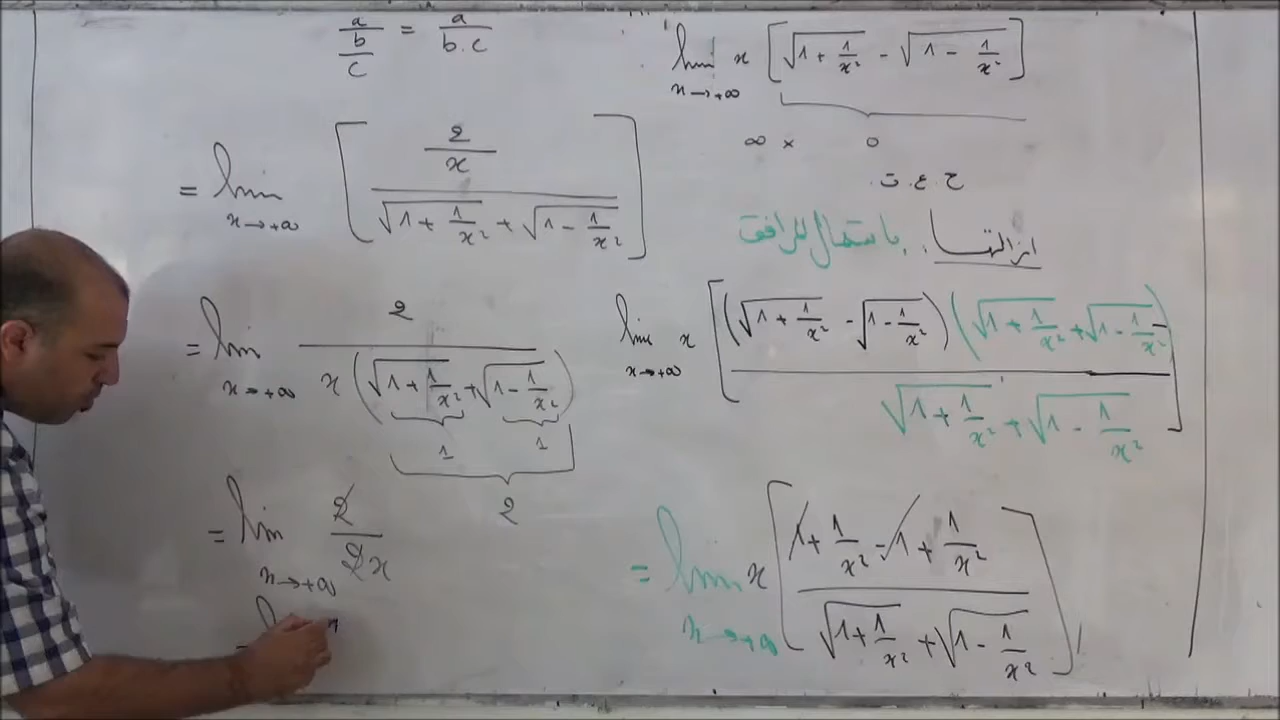 lim x [√(1 + 1/x²) - √(1 - 1/x²)]
x→+∞
∞ × 0
ح.ع.ت.
ازالتها .. باستعمال المرافق
lim x [(√(1 + 1/x²) - √(1 - 1/x²)) (√(1 + 1/x²) + √(1 - 1/x²)) / (√(1 + 1/x²) + √(1 - 1/x²))]
x→+∞
= lim x [(1 + 1/x² - 1 + 1/x²) / (√(1 + 1/x²) + √(1 - 1/x²))]
x→+∞
a/(b/c) = a/(b.c)
= lim [(2/x) / (√(1 + 1/x²) + √(1 - 1/x²))]
x→+∞
= lim 2 / (x (√(1 + 1/x²) + √(1 - 1/x²)))
x→+∞
1 1
2
= lim 2/(2x)
x→+∞